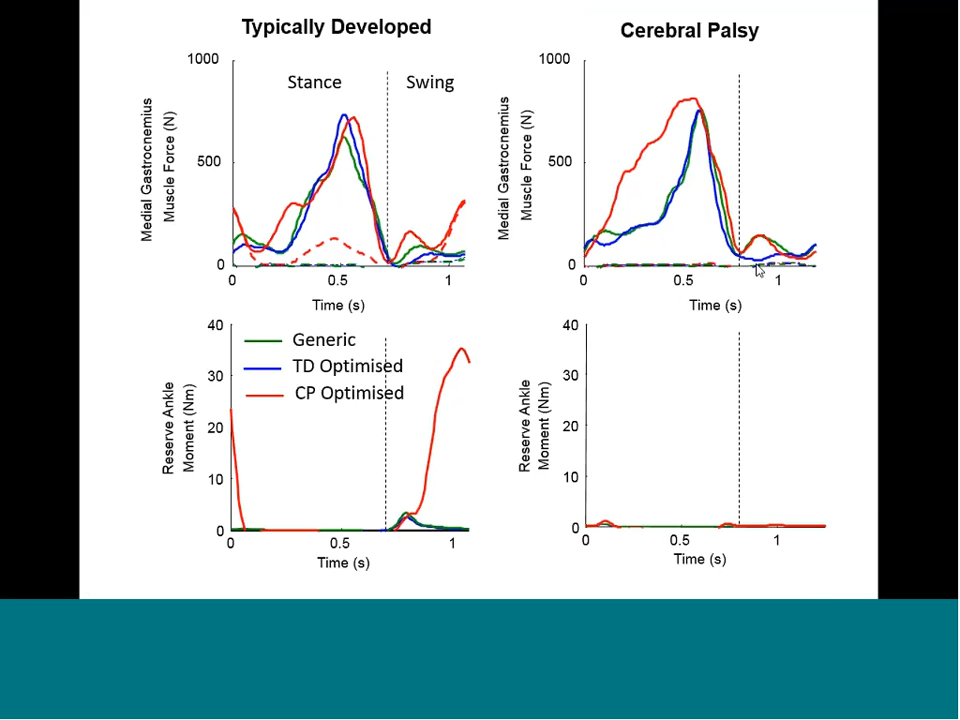 Typically Developed
Cerebral Palsy
1000
Stance
Swing
500
0
Medial Gastrocnemius
Muscle Force (N)
0
0.5
1
Time (s)
1000
500
0
Medial Gastrocnemius
Muscle Force (N)
0
0.5
1
Time (s)
40
30
20
10
0
Reserve Ankle
Moment (Nm)
Generic
TD Optimised
CP Optimised
0
0.5
1
Time (s)
40
30
20
10
0
Reserve Ankle
Moment (Nm)
0
0.5
1
Time (s)